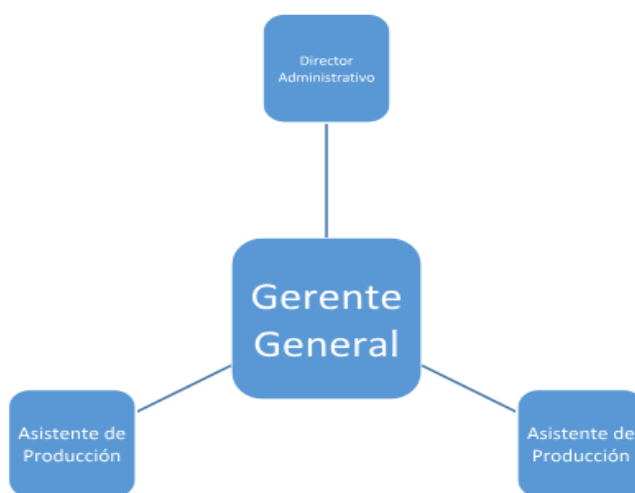 Director
Administrativo
Gerente
General
Asistente de
Producción
Asistente de
Producción